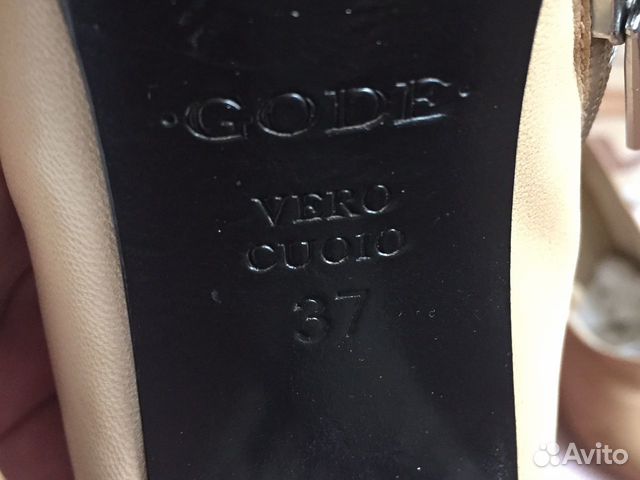 ·GODE·
VERO
CUOIO
37
Avito